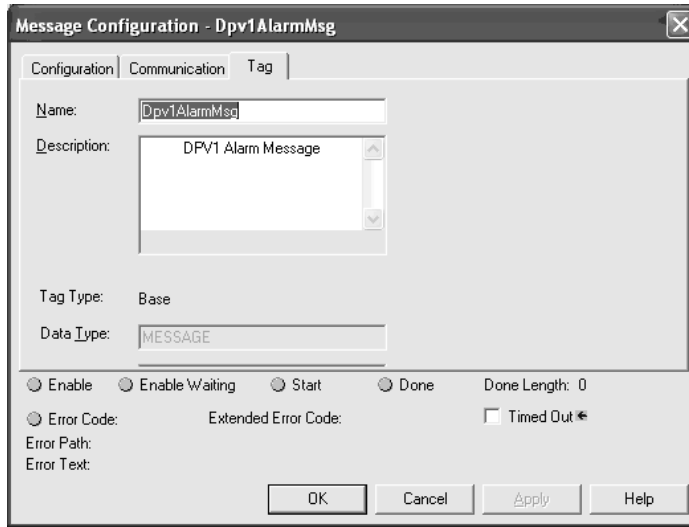 Message Configuration - Dpv1AlarmMsg
Configuration Communication Tag
Name: Dpv1AlarmMsg
Description: DPV1 Alarm Message
Tag Type: Base
Data Type: MESSAGE
Enable Enable Waiting Start Done Done Length: 0
Error Code: Extended Error Code: Timed Out
Error Path:
Error Text:
OK Cancel Apply Help